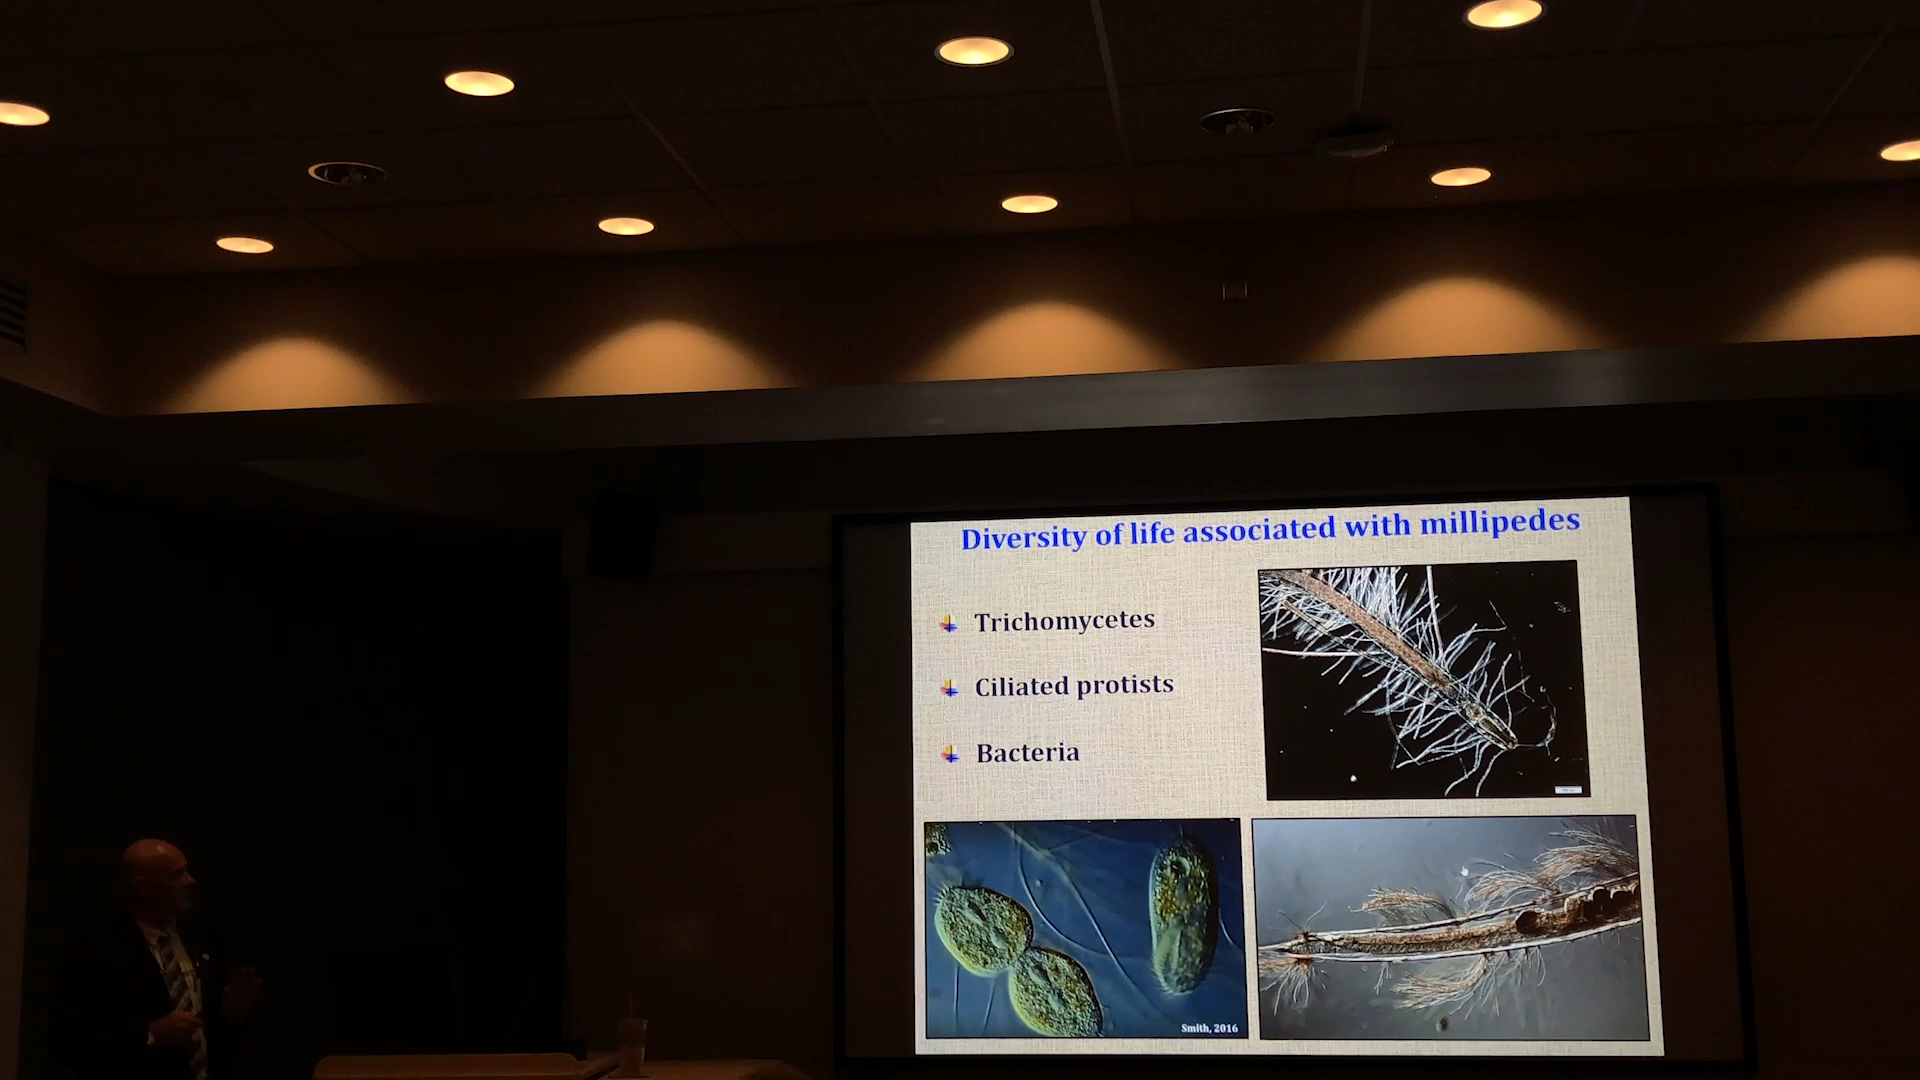 Diversity of life associated with millipedes
Trichomycetes
Ciliated protists
Bacteria
Smith, 2016